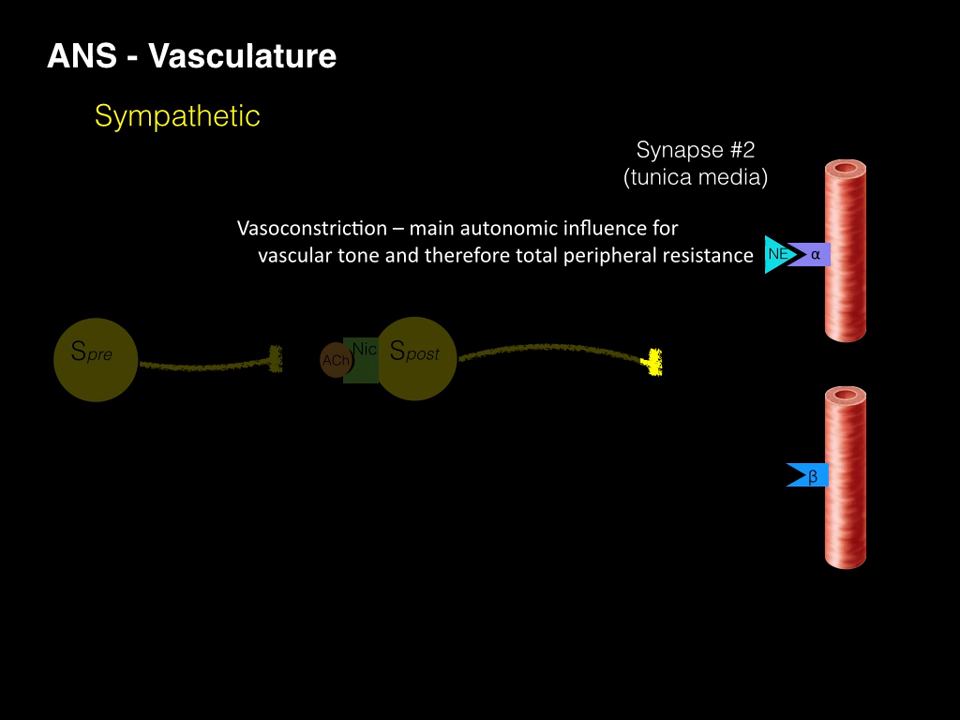 ANS - Vasculature
Sympathetic
Synapse #2
(tunica media)
Vasoconstriction – main autonomic influence for
vascular tone and therefore total peripheral resistance
NE
α
Spre
ACh
Nic
Spost
β